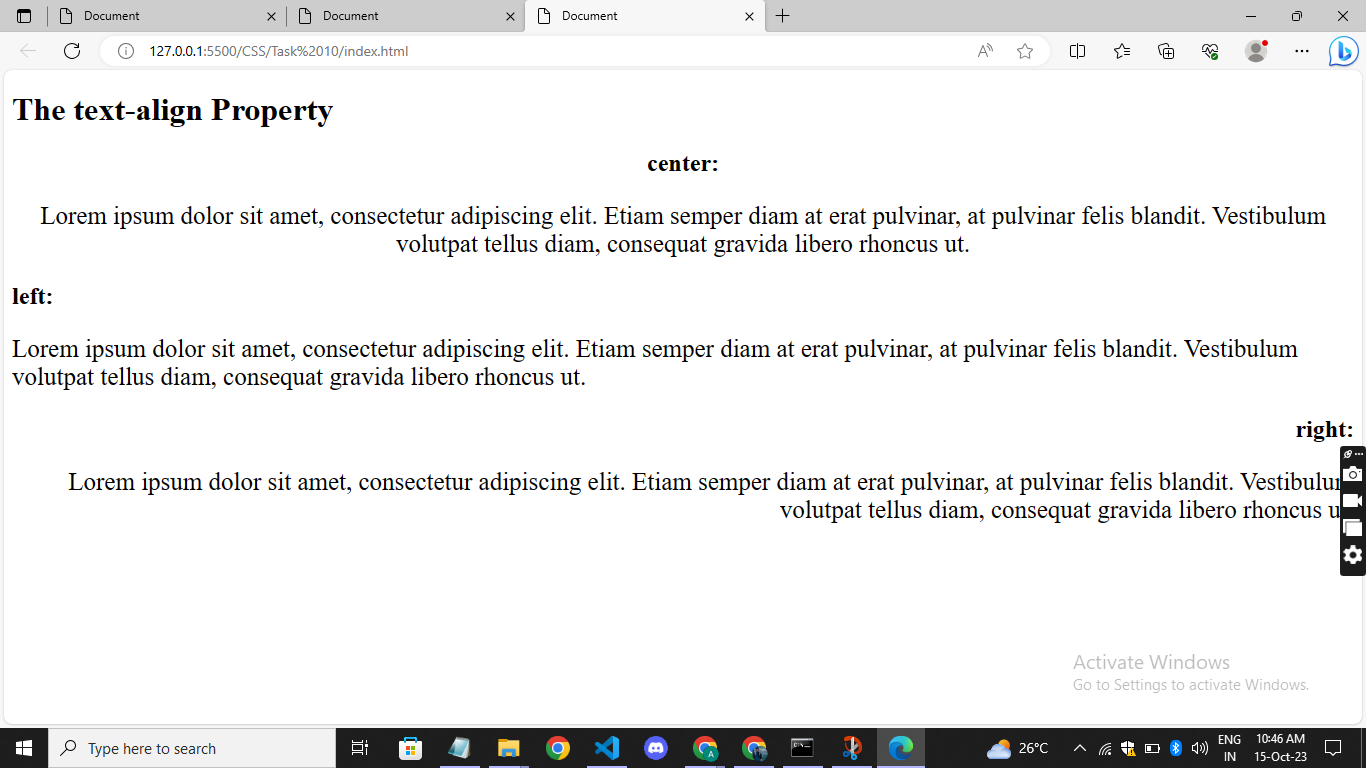 Document
Document
Document
127.0.0.1:5500/CSS/Task%2010/index.html
The text-align Property
center:
Lorem ipsum dolor sit amet, consectetur adipiscing elit. Etiam semper diam at erat pulvinar, at pulvinar felis blandit. Vestibulum
volutpat tellus diam, consequat gravida libero rhoncus ut.
left:
Lorem ipsum dolor sit amet, consectetur adipiscing elit. Etiam semper diam at erat pulvinar, at pulvinar felis blandit. Vestibulum
volutpat tellus diam, consequat gravida libero rhoncus ut.
right:
Lorem ipsum dolor sit amet, consectetur adipiscing elit. Etiam semper diam at erat pulvinar, at pulvinar felis blandit.
volutpat tellus diam, consequat gravida libero rhoncus
Activate Windows
Go to Settings to activate Windows.
Type here to search
26°C
ENG
IN
10:46 AM
15-Oct-23